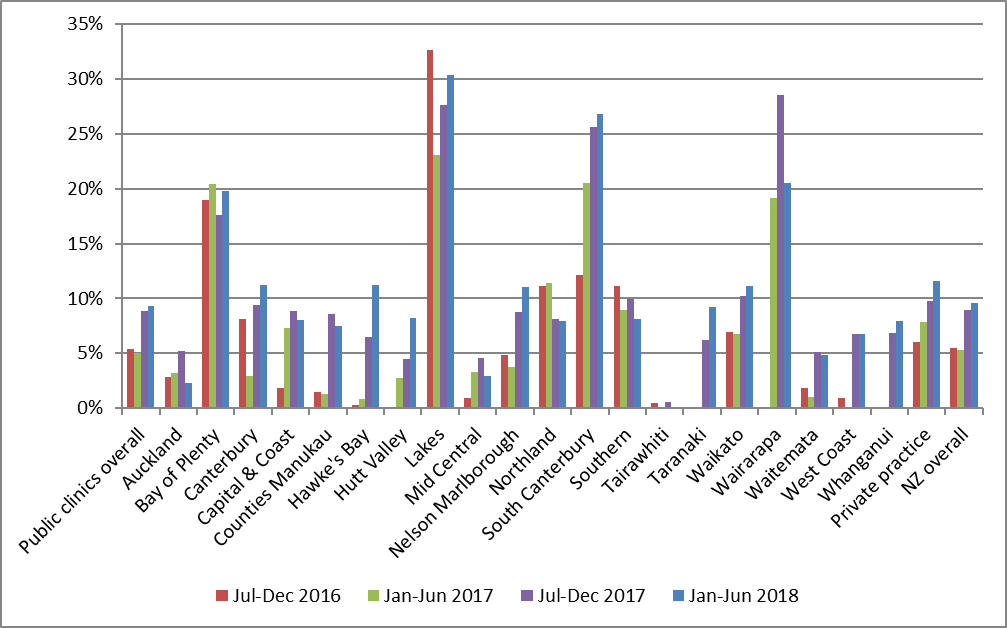 35%
30%
25%
20%
15%
10%
5%
0%
Public clinics overall
Auckland
Bay of Plenty
Canterbury
Capital & Coast
Counties Manukau
Hawke's Bay
Hutt Valley
Lakes
Mid Central
Nelson Marlborough
Northland
South Canterbury
Southern
Tairawhiti
Taranaki
Waikato
Wairarapa
Waitemata
West Coast
Whanganui
Private practice
NZ overall
Jul-Dec 2016 Jan-Jun 2017 Jul-Dec 2017 Jan-Jun 2018